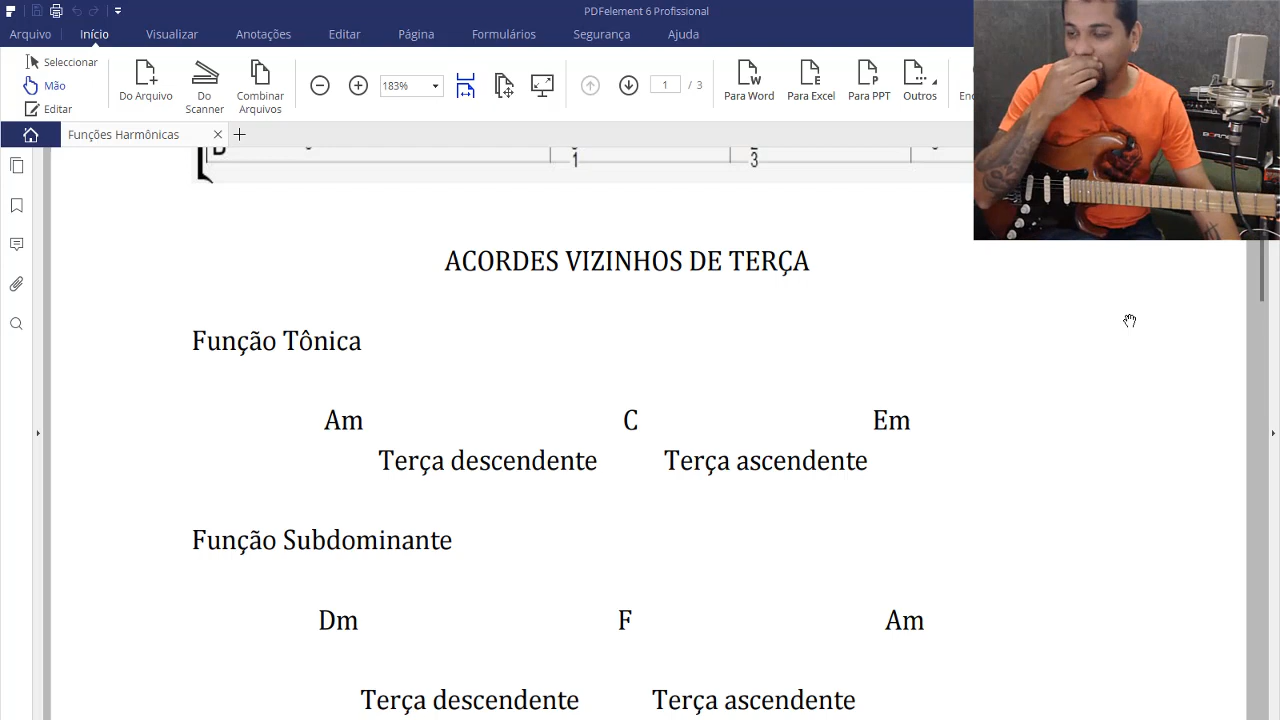 PDFelement 6 Profissional
Arquivo Início Visualizar Anotações Editar Página Formulários Segurança Ajuda
Seleccionar
Mão
Editar
Do Arquivo
Do Scanner
Combinar Arquivos
183%
1 / 3
Para Word
Para Excel
Para PPT
Outros
Funções Harmônicas
1 3
ACORDES VIZINHOS DE TERÇA
Função Tônica
Am C Em
Terça descendente Terça ascendente
Função Subdominante
Dm F Am
Terça descendente Terça ascendente